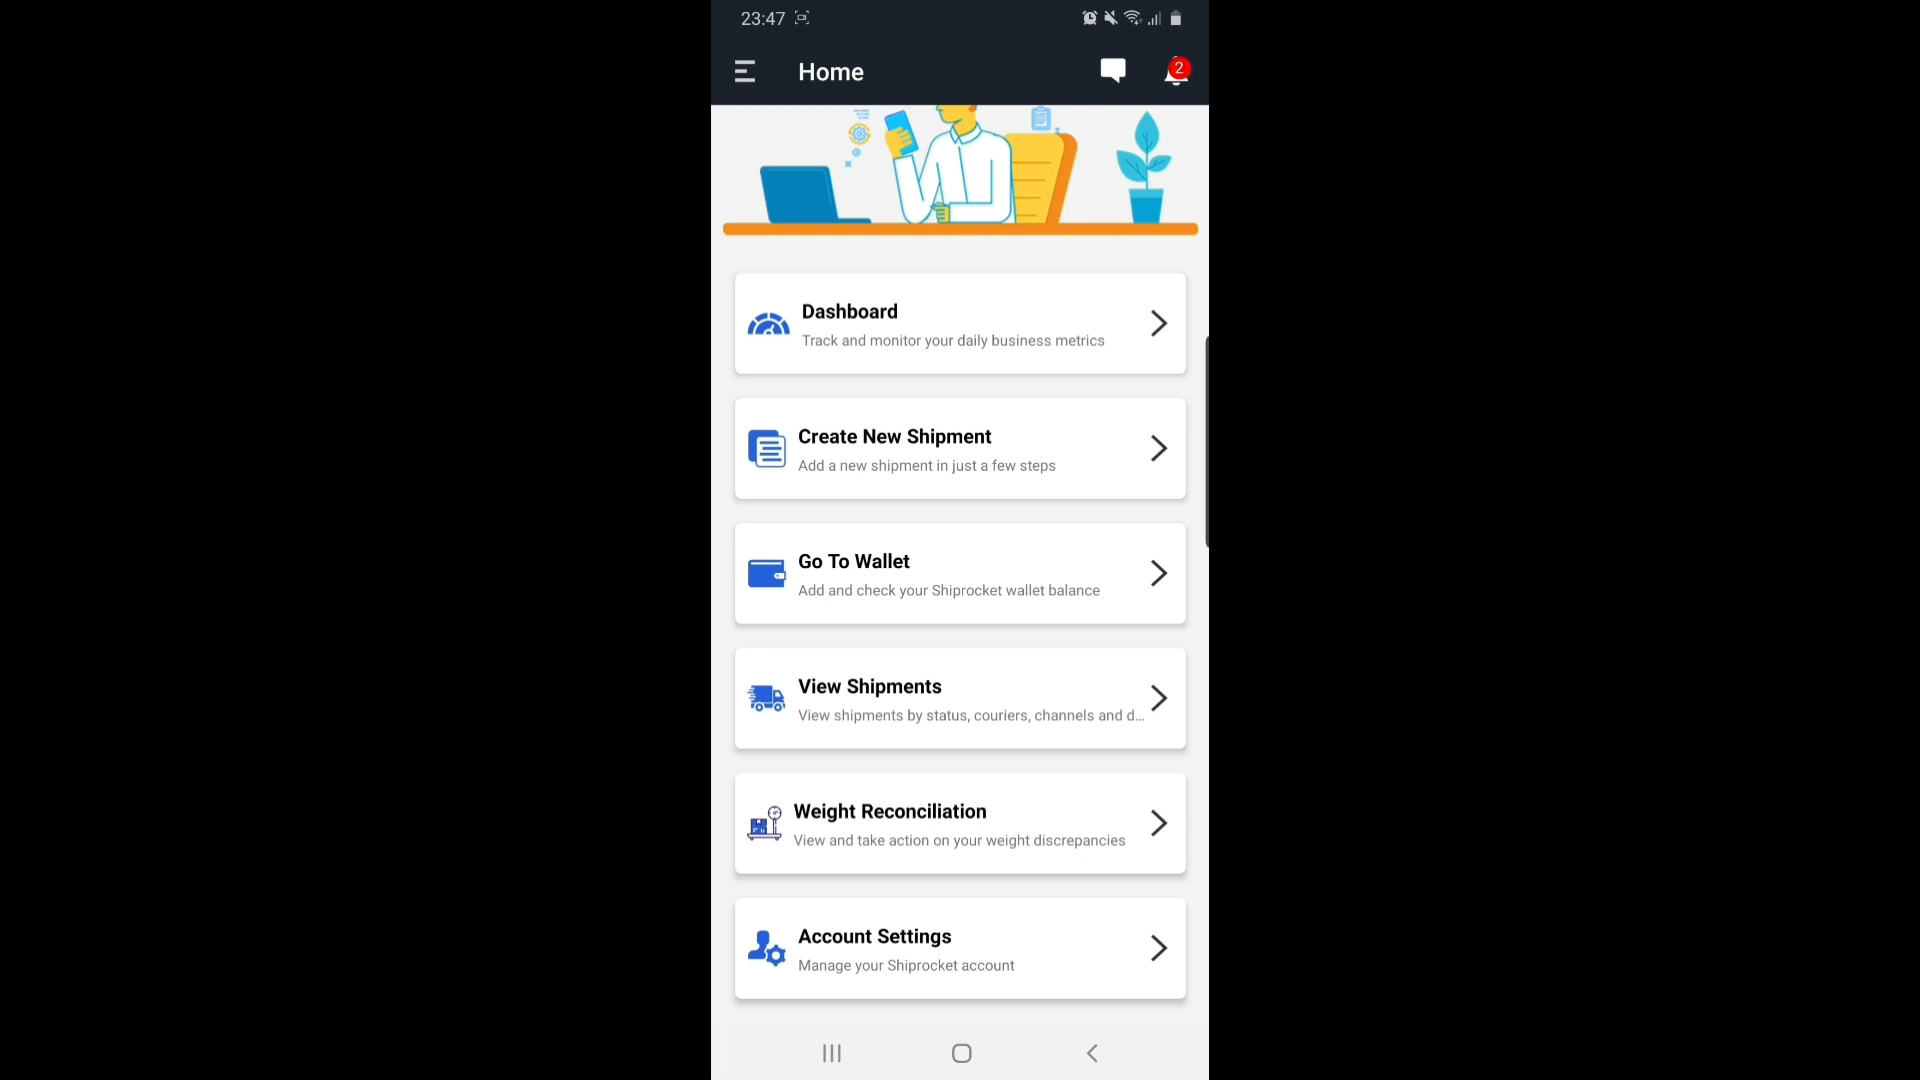 23:47
Home
2
Dashboard
Track and monitor your daily business metrics
Create New Shipment
Add a new shipment in just a few steps
Go To Wallet
Add and check your Shiprocket wallet balance
View Shipments
View shipments by status, couriers, channels and d...
Weight Reconciliation
View and take action on your weight discrepancies
Account Settings
Manage your Shiprocket account